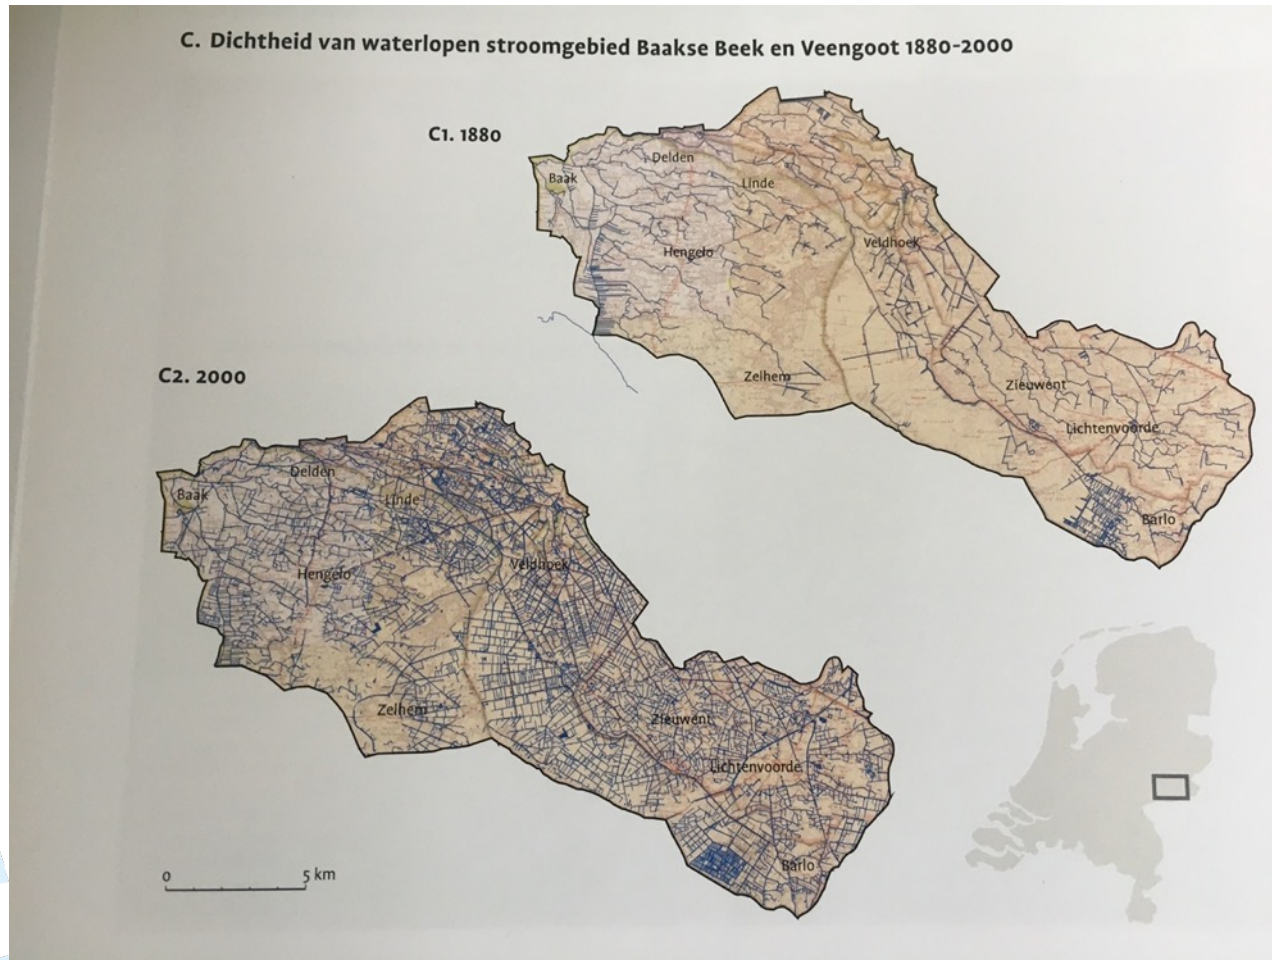 C. Dichtheid van waterlopen stroomgebied Baakse Beek en Veengoot 1880-2000
C1. 1880
Delden
Baak
Linde
Veldhoek
Hengelo
Zelhem
Zieuwent
Lichtenvoorde
Barlo
C2. 2000
Delden
Baak
Linde
Veldhoek
Hengelo
Zelhem
Zieuwent
Lichtenvoorde
Barlo
0 5 km